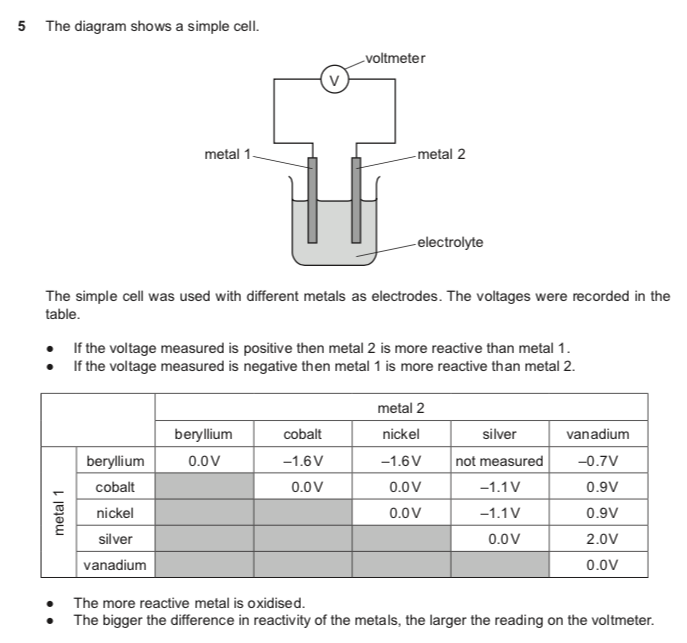 5 The diagram shows a simple cell.
voltmeter
V
metal 1
metal 2
electrolyte
The simple cell was used with different metals as electrodes. The voltages were recorded in the
table.
• If the voltage measured is positive then metal 2 is more reactive than metal 1.
• If the voltage measured is negative then metal 1 is more reactive than metal 2.
metal 2
beryllium cobalt nickel silver vanadium
metal 1
beryllium 0.0V –1.6V –1.6V not measured –0.7V
cobalt 0.0V 0.0V –1.1V 0.9V
nickel 0.0V –1.1V 0.9V
silver 0.0V 2.0V
vanadium 0.0V
• The more reactive metal is oxidised.
• The bigger the difference in reactivity of the metals, the larger the reading on the voltmeter.